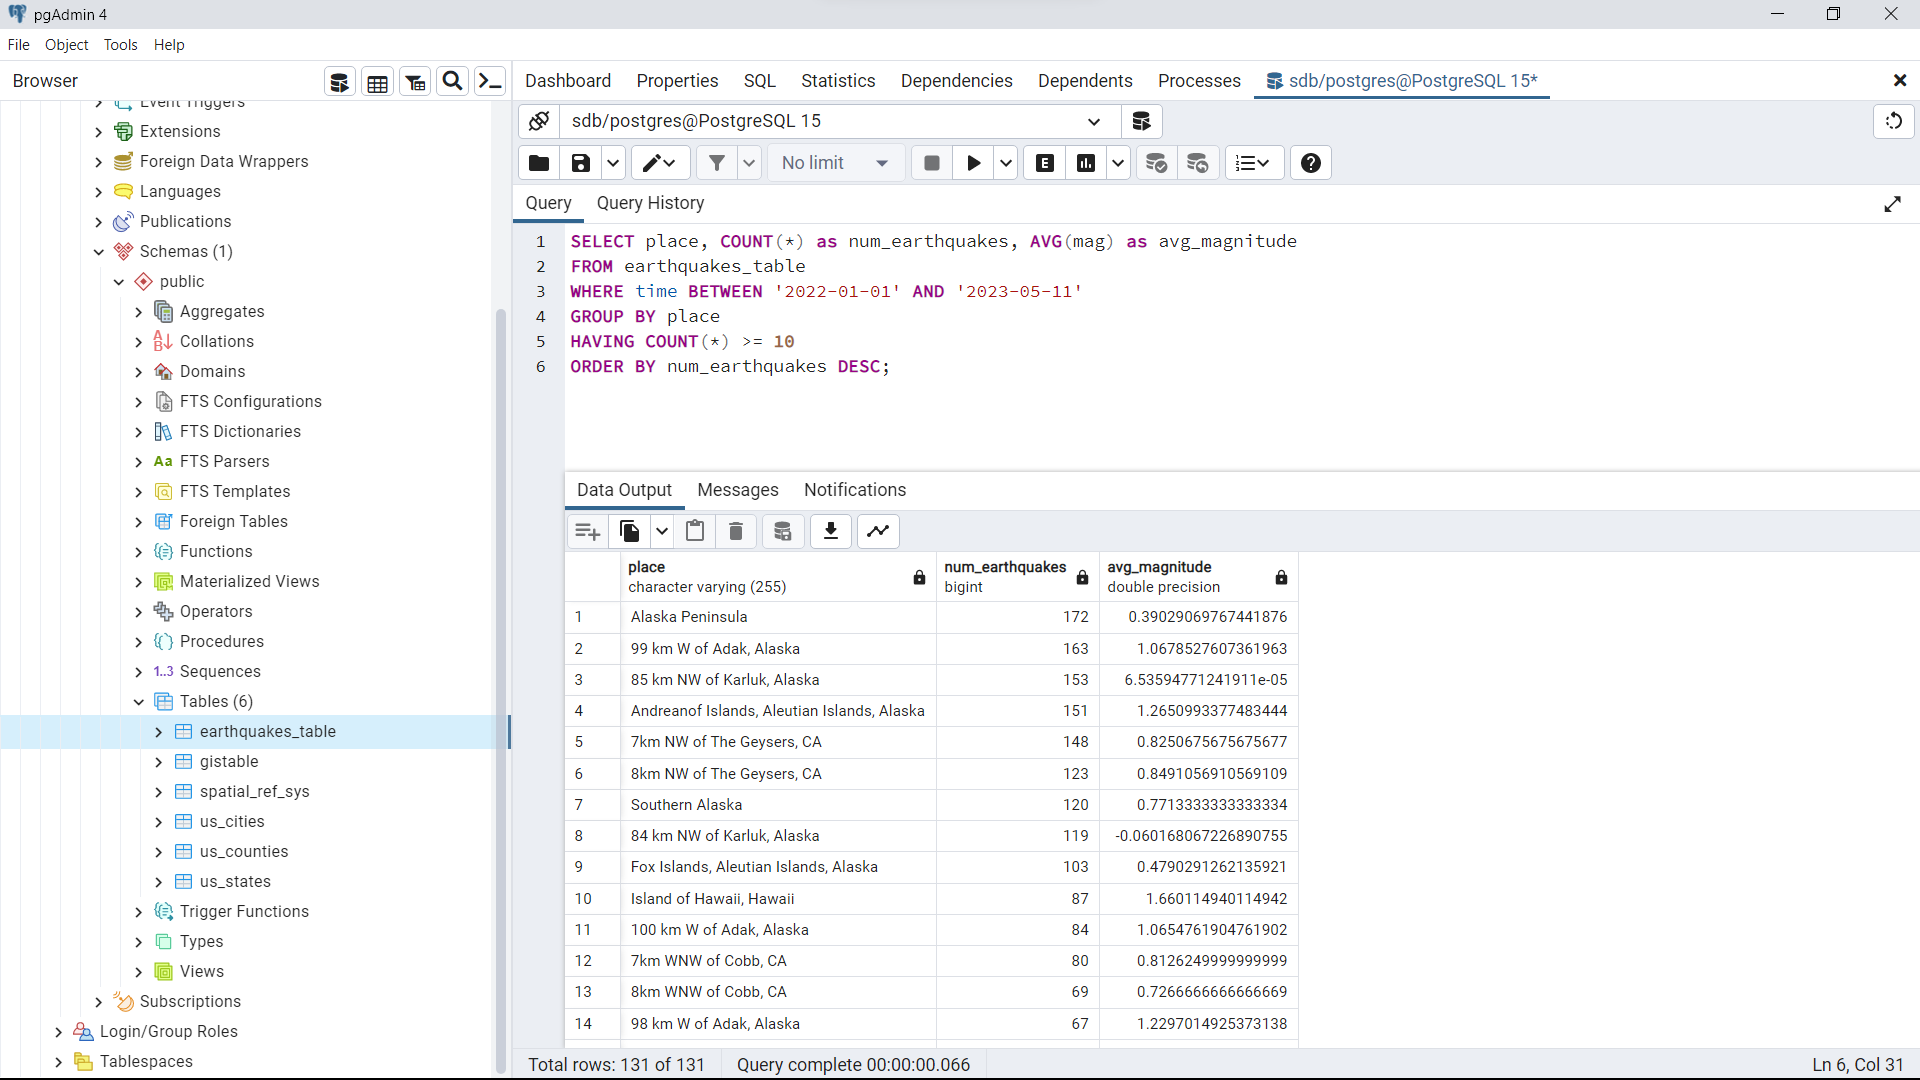 pgAdmin 4
File Object Tools Help
Browser
Event Triggers
Extensions
Foreign Data Wrappers
Languages
Publications
Schemas (1)
public
Aggregates
Collations
Domains
FTS Configurations
FTS Dictionaries
Aa FTS Parsers
FTS Templates
Foreign Tables
Functions
Materialized Views
Operators
Procedures
1..3 Sequences
Tables (6)
earthquakes_table
gistable
spatial_ref_sys
us_cities
us_counties
us_states
Trigger Functions
Types
Views
Subscriptions
Login/Group Roles
Tablespaces
Dashboard Properties SQL Statistics Dependencies Dependents Processes sdb/postgres@PostgreSQL 15*
sdb/postgres@PostgreSQL 15
No limit E
Query Query History
1 SELECT place, COUNT(*) as num_earthquakes, AVG(mag) as avg_magnitude
2 FROM earthquakes_table
3 WHERE time BETWEEN '2022-01-01' AND '2023-05-11'
4 GROUP BY place
5 HAVING COUNT(*) >= 10
6 ORDER BY num_earthquakes DESC;
Data Output Messages Notifications
place num_earthquakes avg_magnitude
character varying (255) bigint double precision
1 Alaska Peninsula 172 0.39029069767441876
2 99 km W of Adak, Alaska 163 1.0678527607361963
3 85 km NW of Karluk, Alaska 153 6.53594771241911e-05
4 Andreanof Islands, Aleutian Islands, Alaska 151 1.2650993377483444
5 7km NW of The Geysers, CA 148 0.8250675675675677
6 8km NW of The Geysers, CA 123 0.8491056910569109
7 Southern Alaska 120 0.7713333333333334
8 84 km NW of Karluk, Alaska 119 -0.060168067226890755
9 Fox Islands, Aleutian Islands, Alaska 103 0.4790291262135921
10 Island of Hawaii, Hawaii 87 1.660114940114942
11 100 km W of Adak, Alaska 84 1.0654761904761902
12 7km WNW of Cobb, CA 80 0.8126249999999999
13 8km WNW of Cobb, CA 69 0.7266666666666669
14 98 km W of Adak, Alaska 67 1.2297014925373138
Total rows: 131 of 131 Query complete 00:00:00.066 Ln 6, Col 31